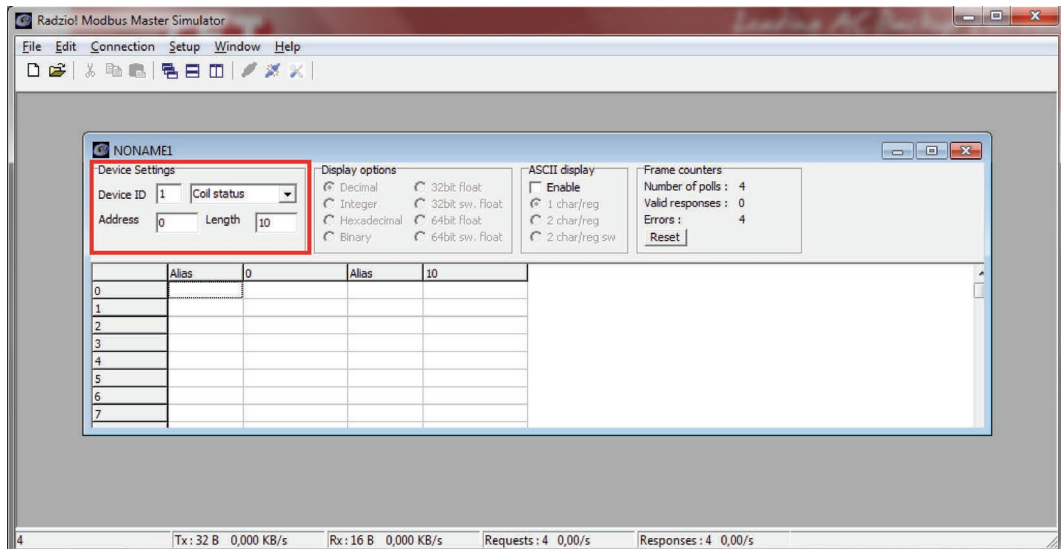 Radzio! Modbus Master Simulator
File Edit Connection Setup Window Help
NONAME1
Device Settings
Device ID 1 Coil status
Address 0 Length 10
Display options
Decimal 32bit float
Integer 32bit sw. float
Hexadecimal 64bit float
Binary 64bit sw. float
ASCII display
Enable
1 char/reg
2 char/reg
2 char/reg sw
Frame counters
Number of polls : 4
Valid responses : 0
Errors : 4
Reset
Alias 0 Alias 10
0
1
2
3
4
5
6
7
4 Tx : 32 B 0,000 KB/s Rx : 16 B 0,000 KB/s Requests : 4 0,00/s Responses : 4 0,00/s